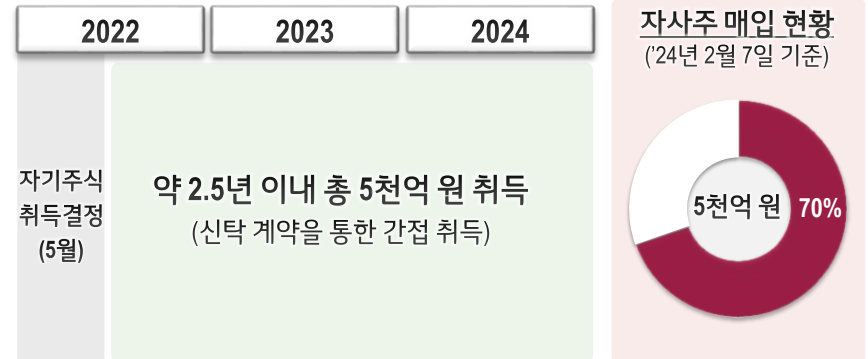 2022
2023
2024
자기주식
취득결정
(5월)
약 2.5년 이내 총 5천억 원 취득
(신탁 계약을 통한 간접 취득)
자사주 매입 현황
(’24년 2월 7일 기준)
5천억 원
70%